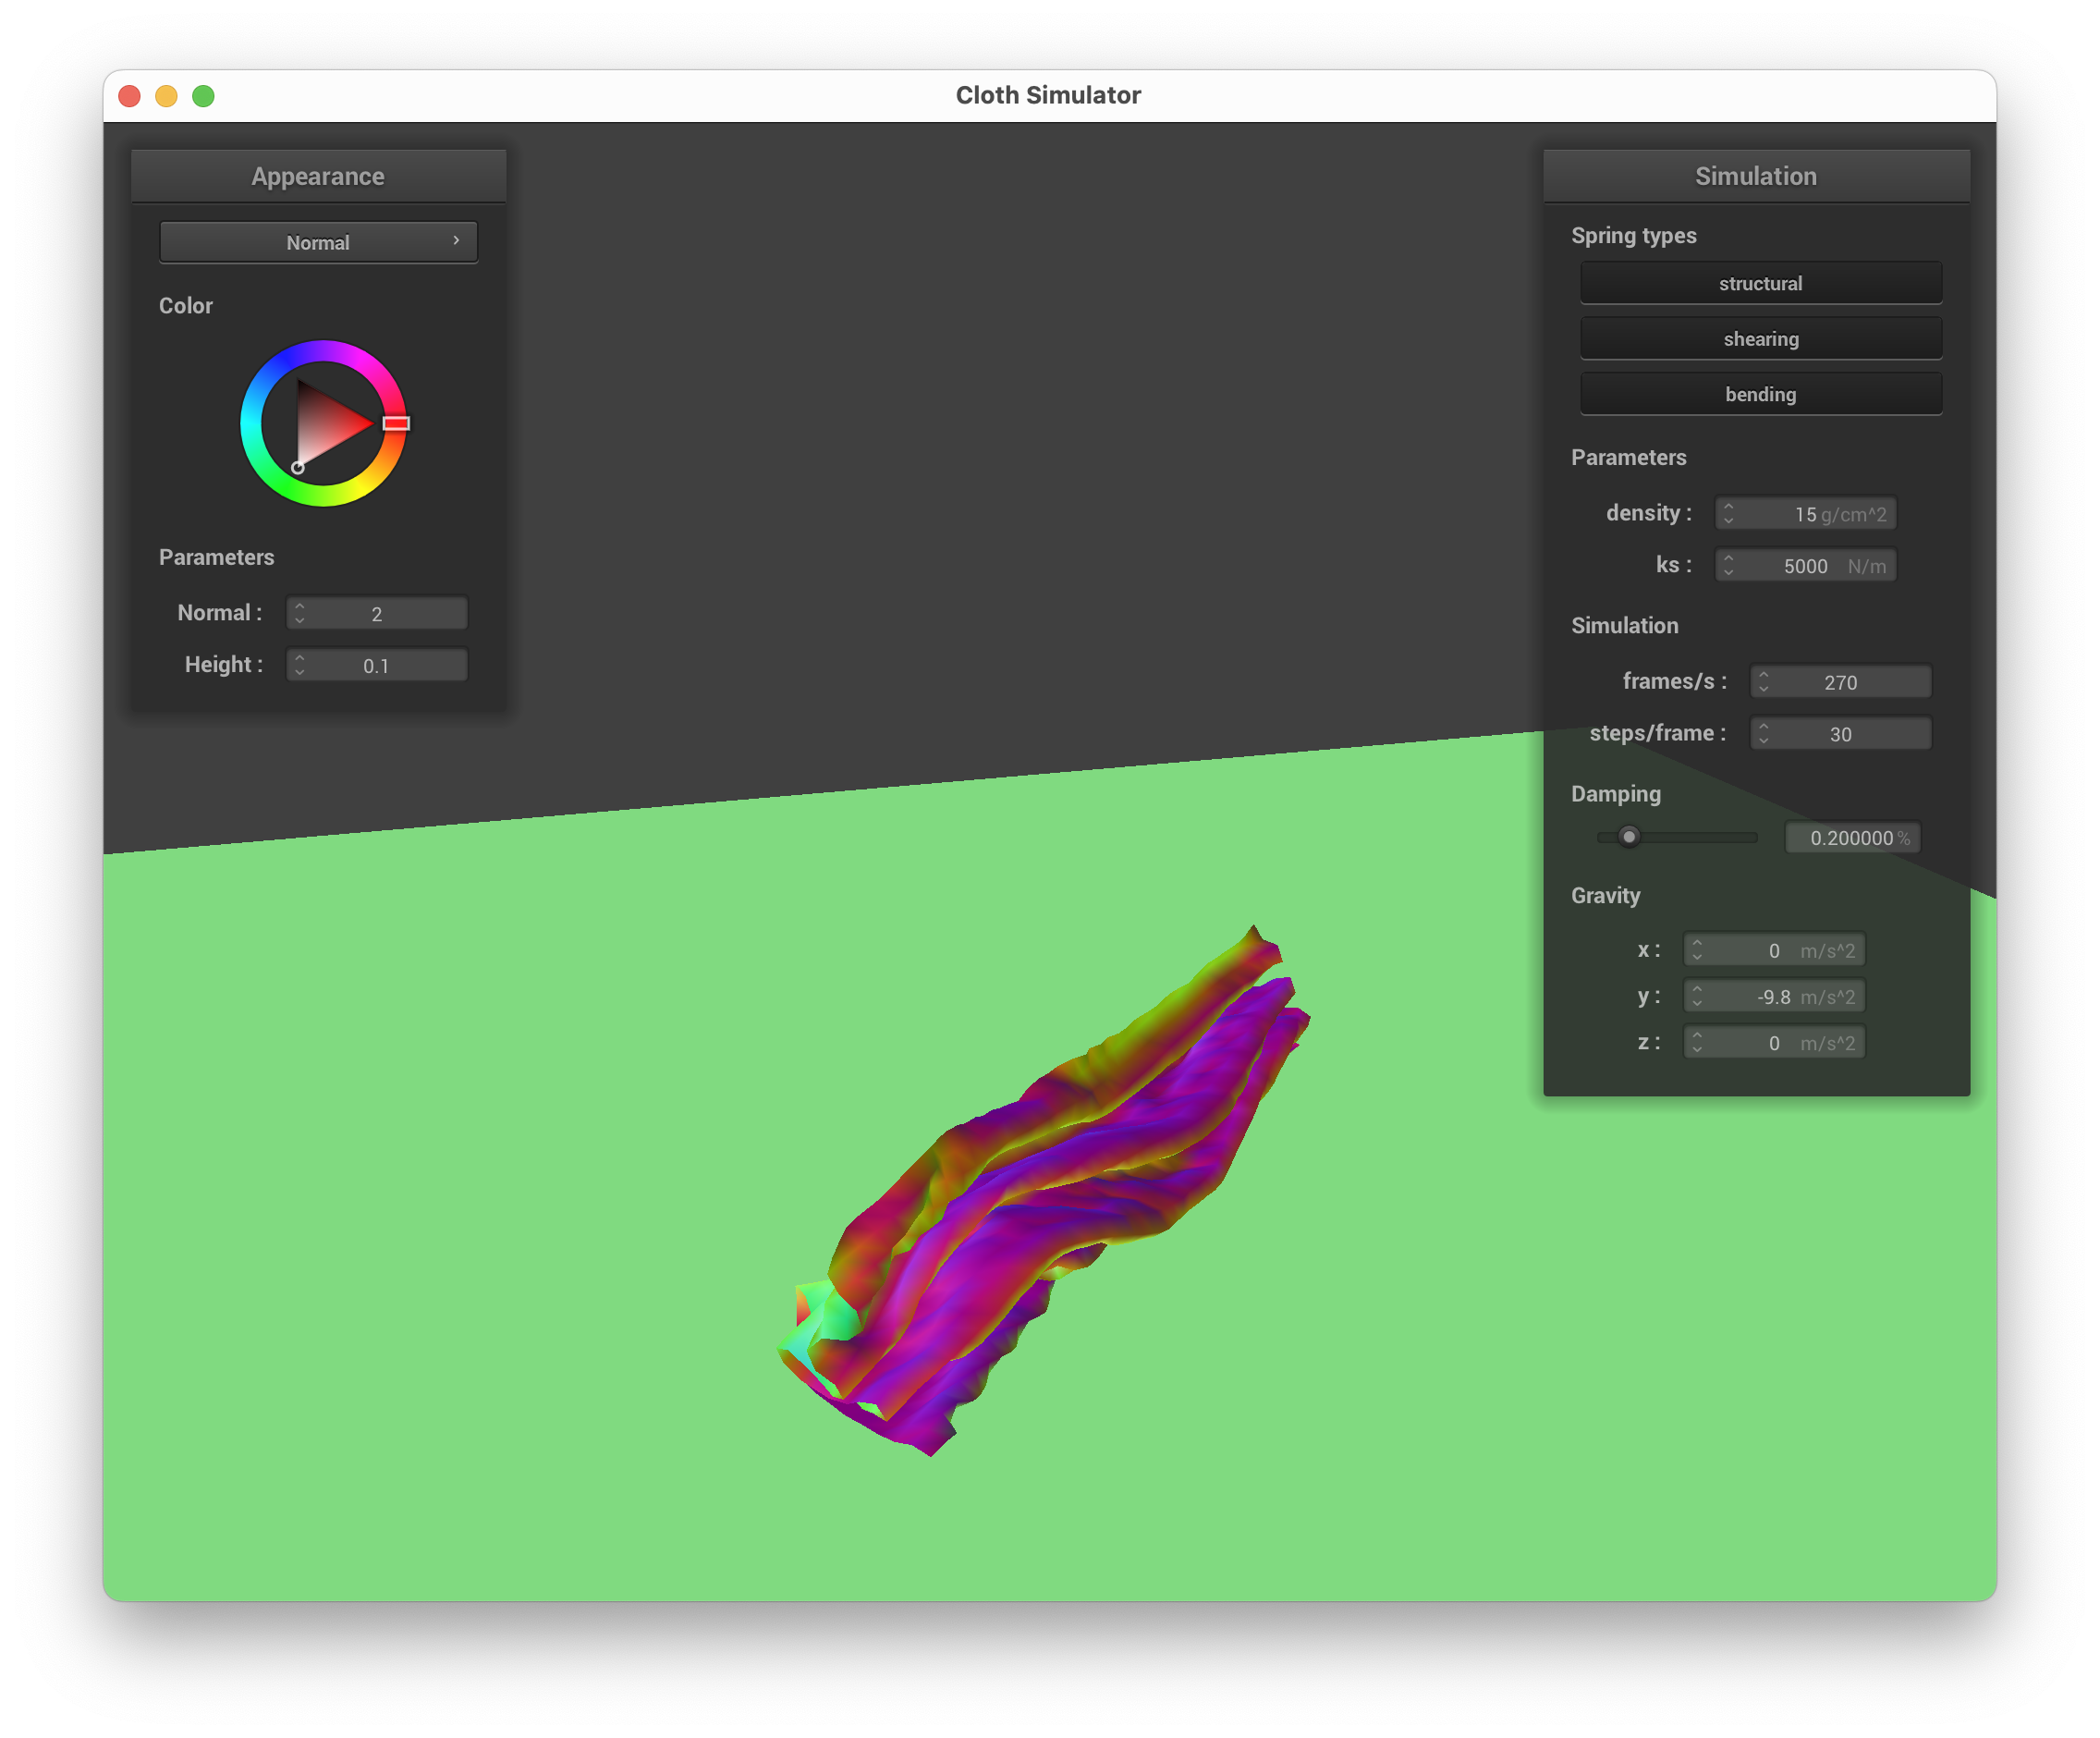 Cloth Simulator
Appearance
Normal
Color
Parameters
Normal : 2
Height : 0.1
Simulation
Spring types
structural
shearing
bending
Parameters
density : 15 g/cm^2
ks : 5000 N/m
Simulation
frames/s : 270
steps/frame : 30
Damping
0.200000 %
Gravity
x : 0 m/s^2
y : -9.8 m/s^2
z : 0 m/s^2